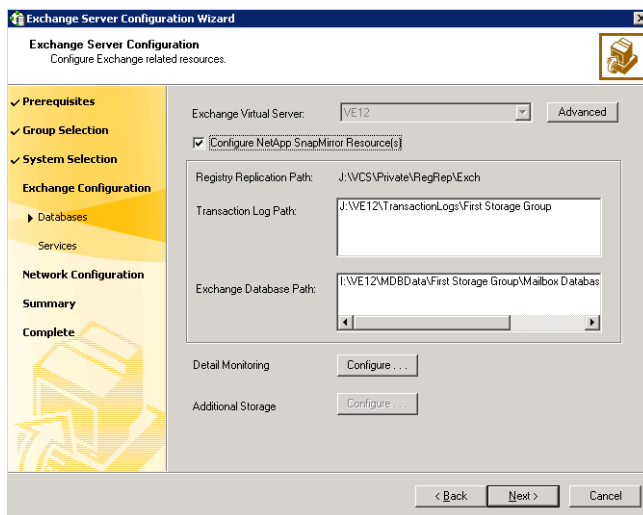 Exchange Server Configuration Wizard
Exchange Server Configuration
Configure Exchange related resources.
Prerequisites
Group Selection
System Selection
Exchange Configuration
Databases
Services
Network Configuration
Summary
Complete
Exchange Virtual Server:
VE12
Advanced
Configure NetApp SnapMirror Resource(s)
Registry Replication Path:
J:\VCS\Private\RegRep\Exch
Transaction Log Path:
J:\VE12\TransactionLogs\First Storage Group
Exchange Database Path:
I:\VE12\MDBData\First Storage Group\Mailbox Databas
Detail Monitoring
Configure . . .
Additional Storage
Configure . . .
< Back
Next >
Cancel